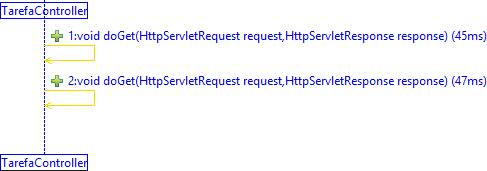 TarefaController
1:void doGet(HttpServletRequest request,HttpServletResponse response) (45ms)
2:void doGet(HttpServletRequest request,HttpServletResponse response) (47ms)
TarefaController